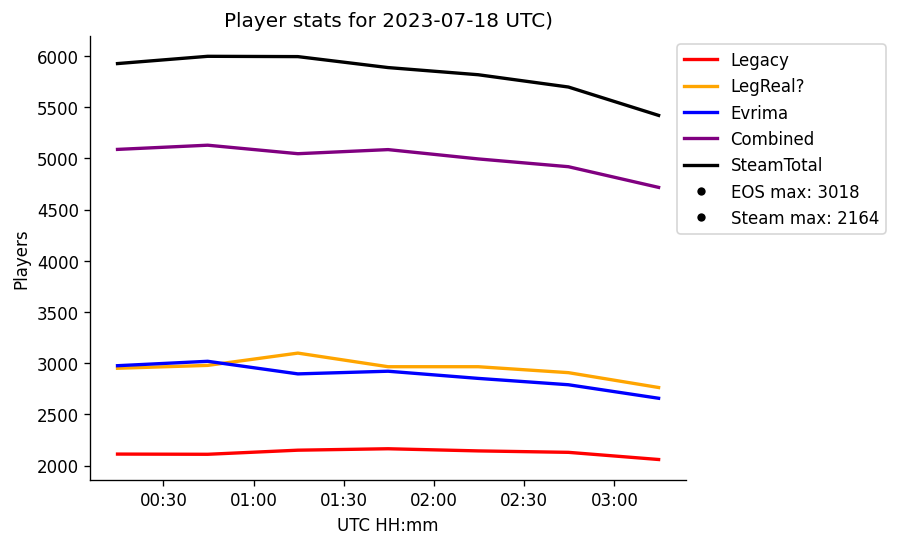 Player stats for 2023-07-18 UTC)
Legacy
LegReal?
Evrima
Combined
SteamTotal
EOS max: 3018
Steam max: 2164
Players
6000
5500
5000
4500
4000
3500
3000
2500
2000
00:30 01:00 01:30 02:00 02:30 03:00
UTC HH:mm